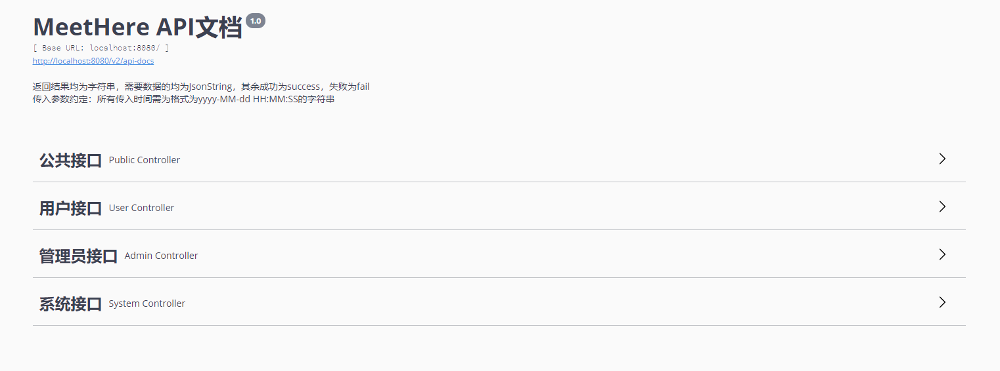 MeetHere API文档 1.0
[ Base URL: localhost:8080/ ]
http://localhost:8080/v2/api-docs
返回结果均为字符串，需要数据的均为JsonString，其余成功为success，失败为fail
传入参数约定：所有传入时间需为格式为yyyy-MM-dd HH:MM:SS的字符串
公共接口 Public Controller
用户接口 User Controller
管理员接口 Admin Controller
系统接口 System Controller